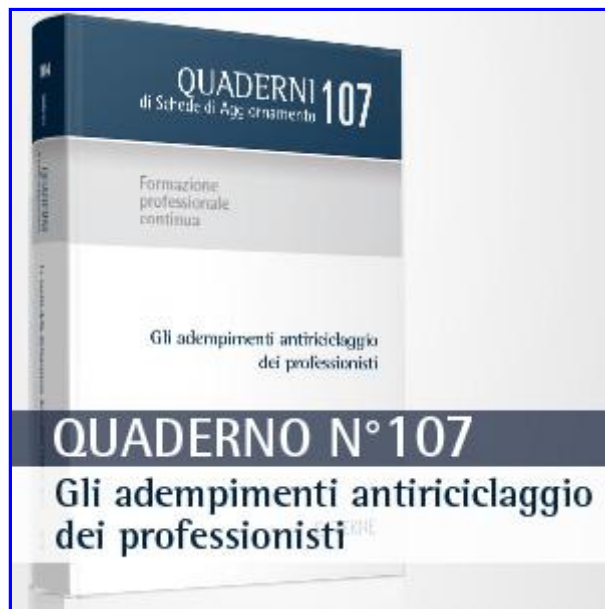 QUADERNI 107
di Schede di Aggiornamento
Formazione
professionale
continua
Gli adempimenti antiriciclaggio
dei professionisti
QUADERNO N°107
Gli adempimenti antiriciclaggio
dei professionisti